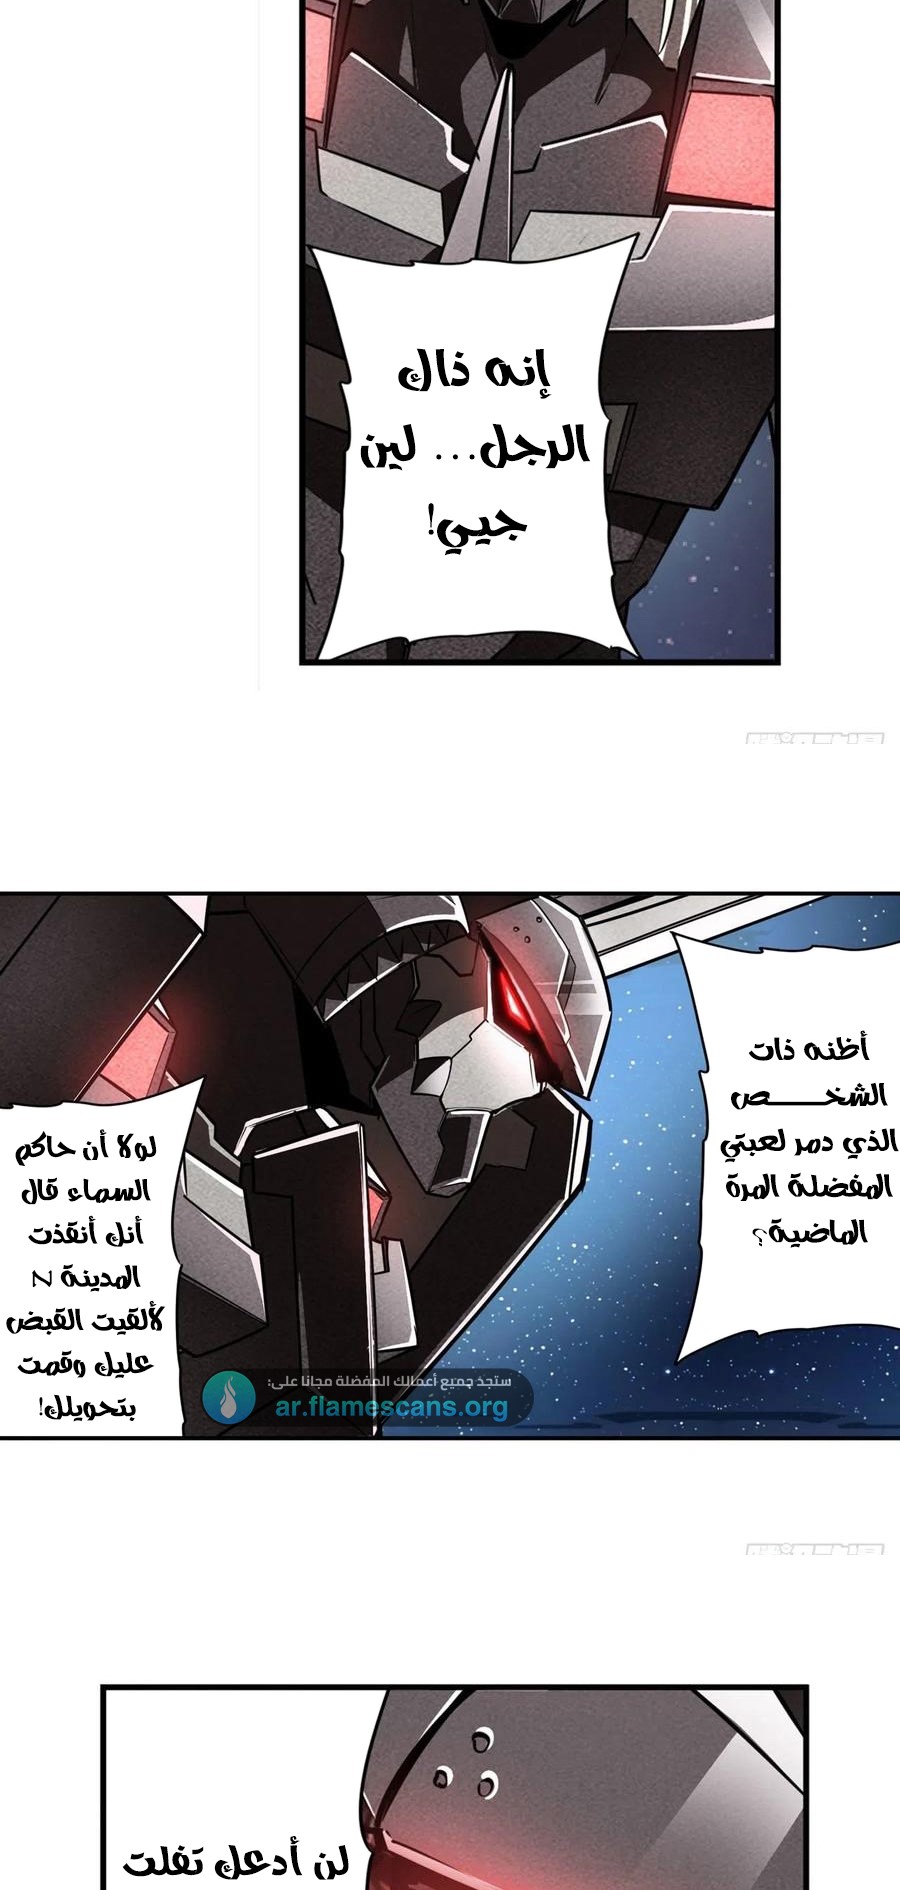 إنه ذاك
الرجل... لين
جيي!
أظنه ذات
الشخـــــص
الذي دمر لعبتي
المفضلة المرة
الماضية؟
لولا أن حاكم
السماء قال
أنك أنقذت
المدينة N
لألقيت القبض
عليك وقمت
بتحويلك!
ستجد جميع أعمالك المفضلة مجانا على:
ar.flamescans.org
لن أدعك تفلت